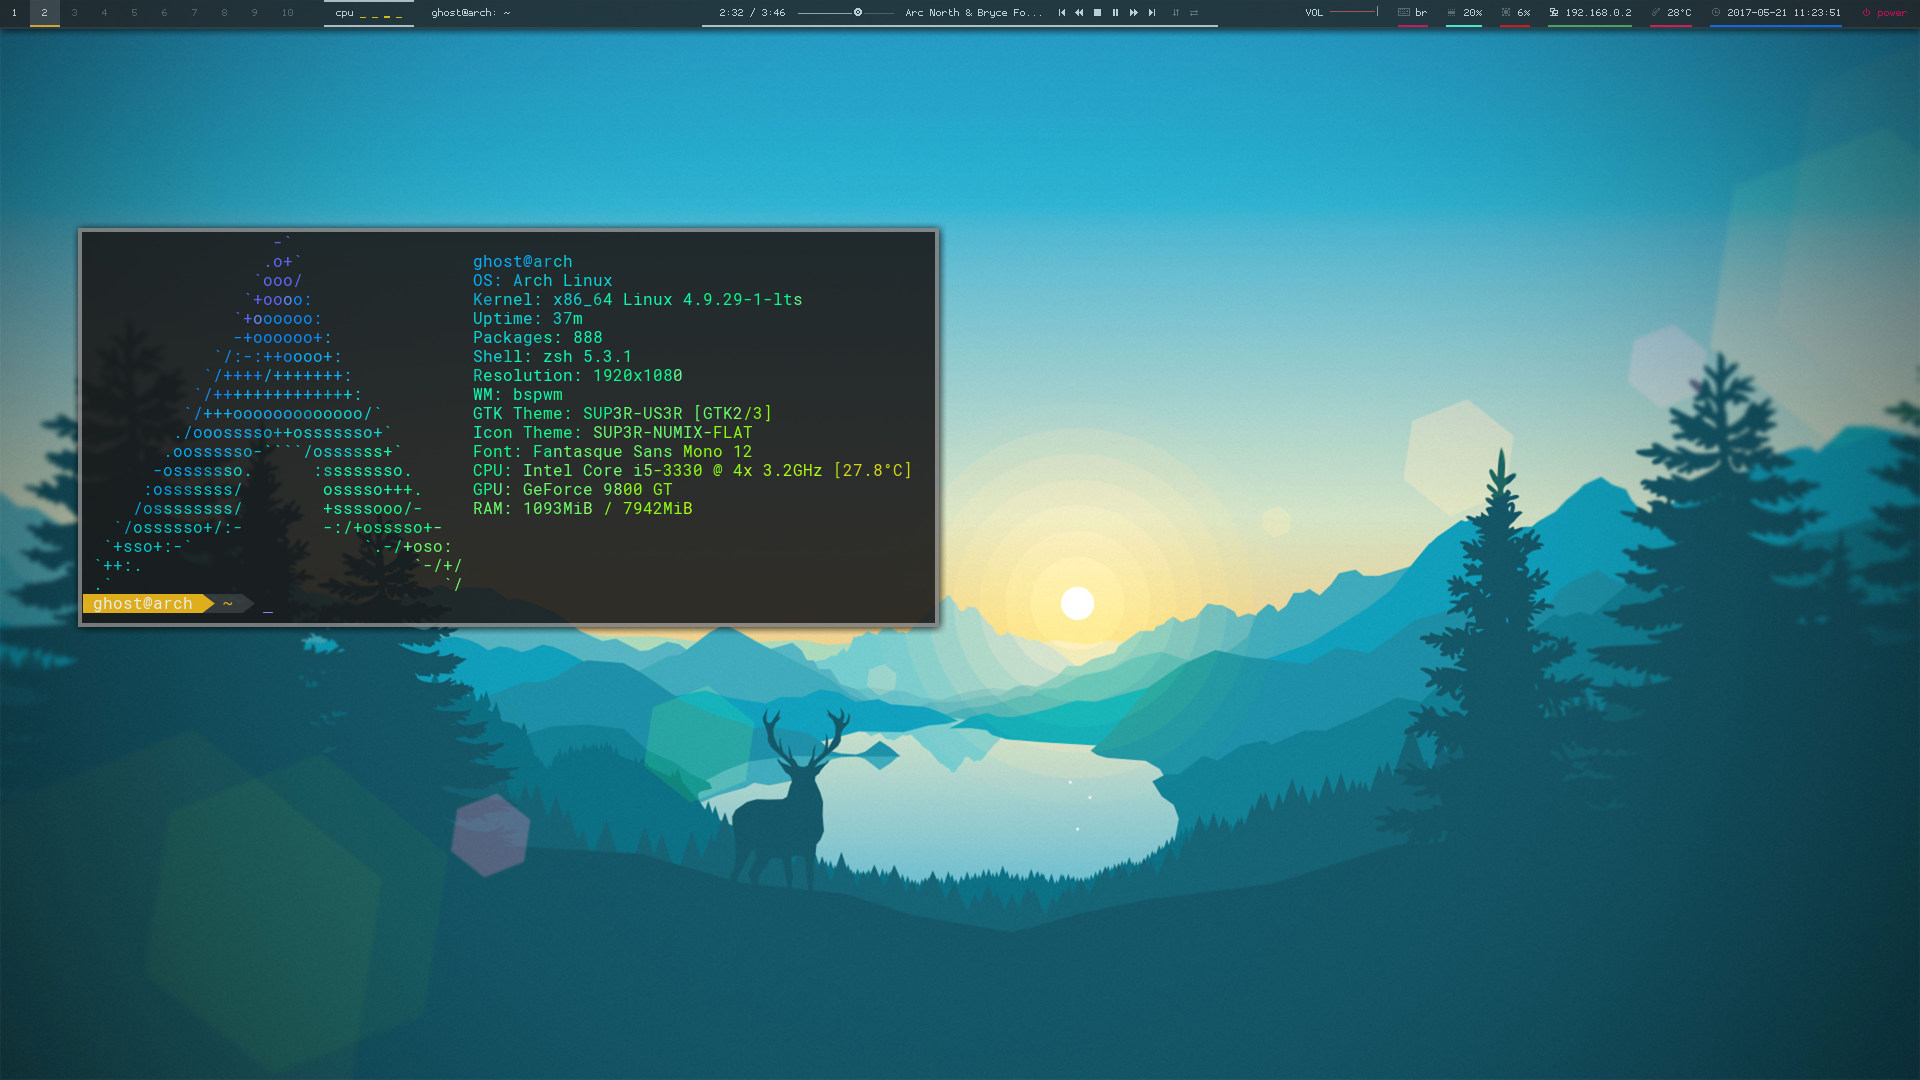 1 2 3 4 5 6 7 8 9 10 cpu _ _ _ _ ghost@arch: ~ 2:32 / 3:46 Arc North & Bryce Fo... VOL br 20% 6% 192.168.0.2 28°C 2017-05-21 11:23:51 power
-`
.o+` ghost@arch
`ooo/ OS: Arch Linux
`+oooo: Kernel: x86_64 Linux 4.9.29-1-lts
`+oooooo: Uptime: 37m
-+oooooo+: Packages: 888
`/:-:++oooo+: Shell: zsh 5.3.1
`/++++/+++++++: Resolution: 1920x1080
`/++++++++++++++: WM: bspwm
`/+++ooooooooooooo/` GTK Theme: SUP3R-US3R [GTK2/3]
./ooosssso++osssssso+` Icon Theme: SUP3R-NUMIX-FLAT
.oossssso-````/ossssss+` Font: Fantasque Sans Mono 12
-osssssso. :ssssssso. CPU: Intel Core i5-3330 @ 4x 3.2GHz [27.8°C]
:osssssss/ osssso+++. GPU: GeForce 9800 GT
/ossssssss/ +ssssooo/- RAM: 1093MiB / 7942MiB
`/ossssso+/:- -:/+osssso+-
`+sso+:-` `.-/+oso:
`++:. `-/+/
.` `/
ghost@arch ~ _